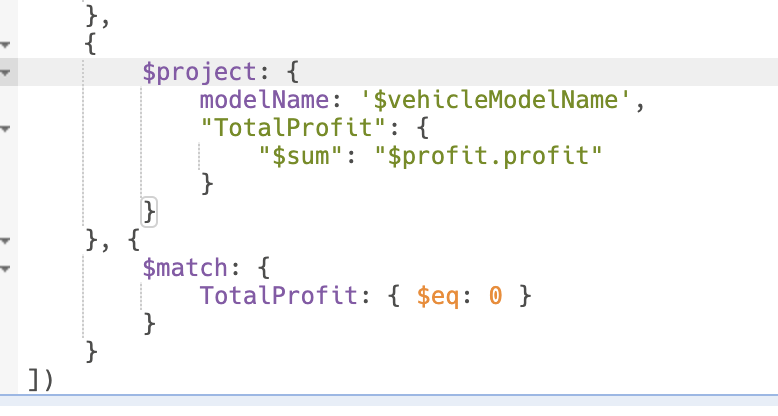 },
{
$project: {
modelName: '$vehicleModelName',
"TotalProfit": {
"$sum": "$profit.profit"
}
}
}, {
$match: {
TotalProfit: { $eq: 0 }
}
}
])